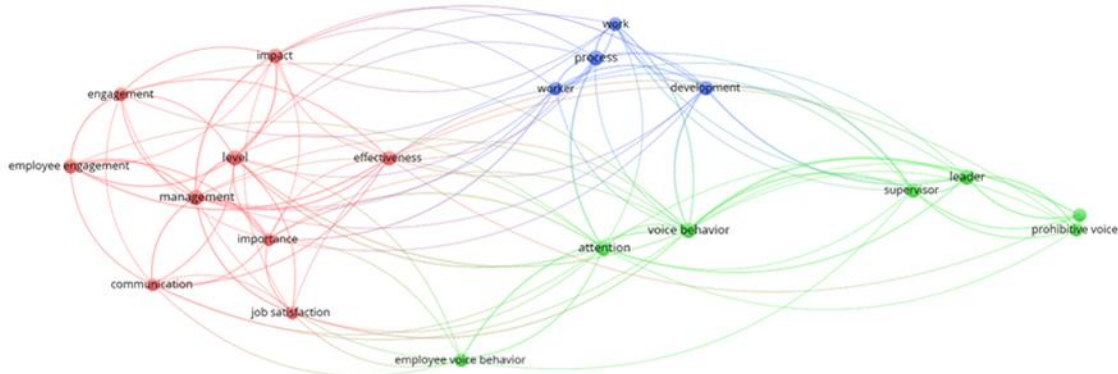 work
impact
process
worker
development
engagement
level
effectiveness
employee engagement
leader
supervisor
management
voice behavior
prohibitive voice
importance
attention
communication
job satisfaction
employee voice behavior